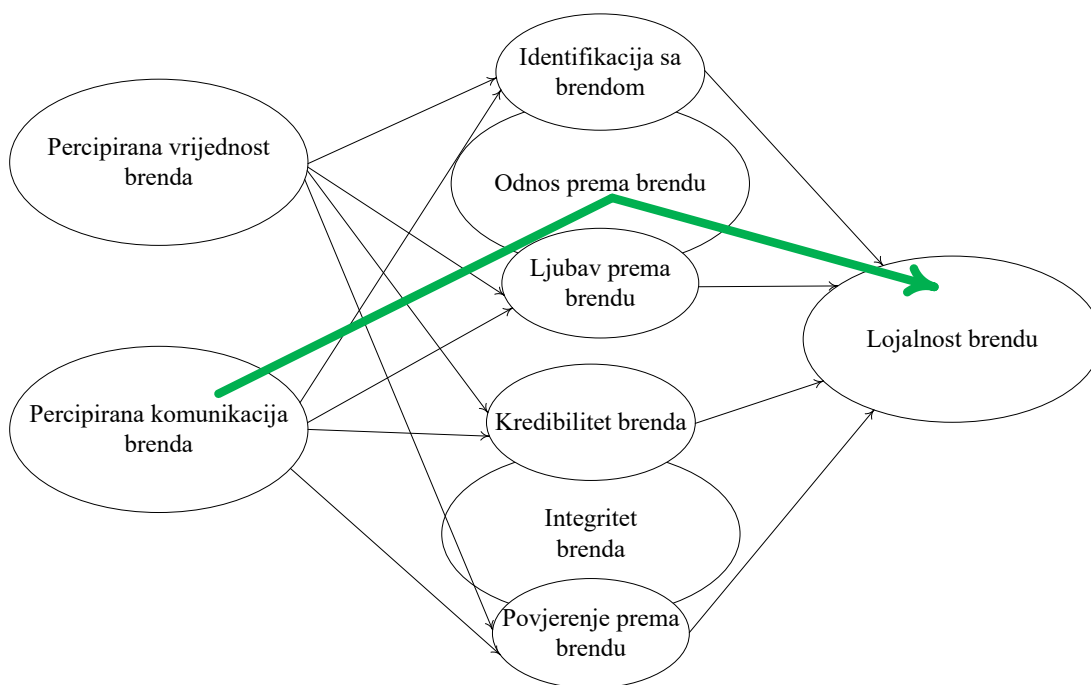 Identifikacija sa
brendom
Percipirana vrijednost
brenda
Odnos prema brendu
Ljubav prema
brendu
Lojalnost brendu
Percipirana komunikacija
brenda
Kredibilitet brenda
Integritet
brenda
Povjerenje prema
brendu